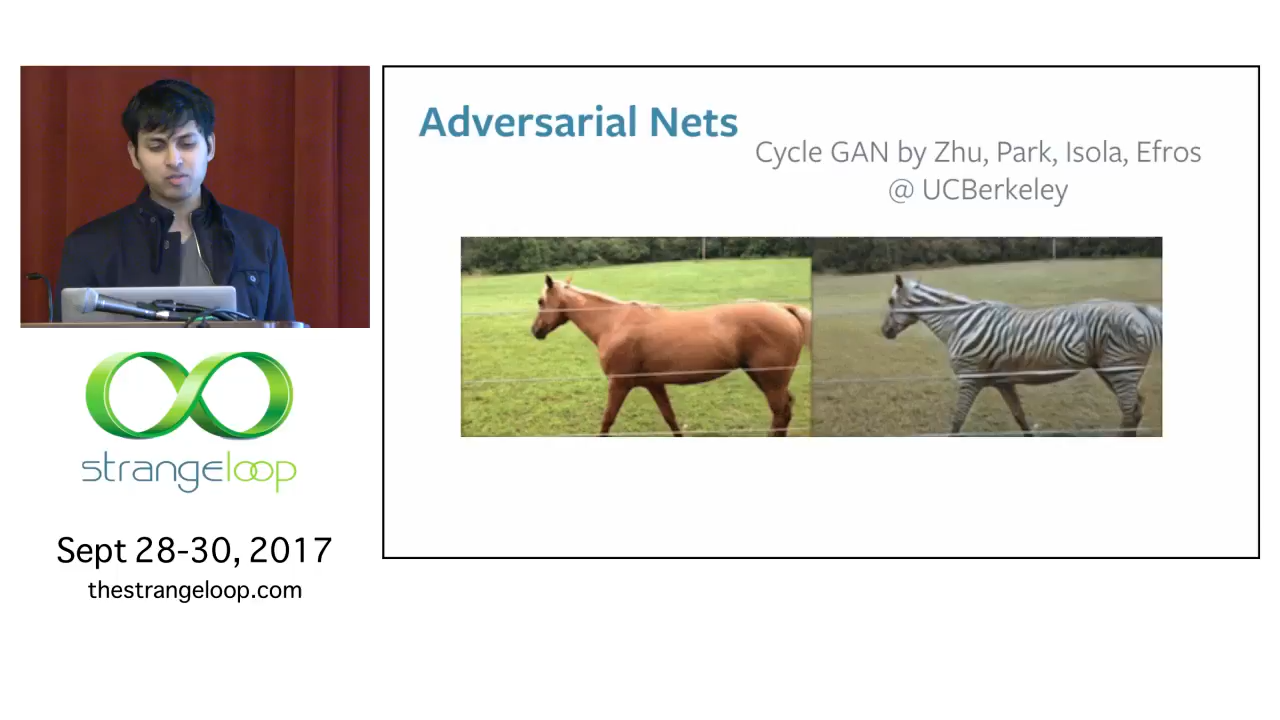 Adversarial Nets
Cycle GAN by Zhu, Park, Isola, Efros
@ UCBerkeley
strangeloop
Sept 28-30, 2017
thestrangeloop.com